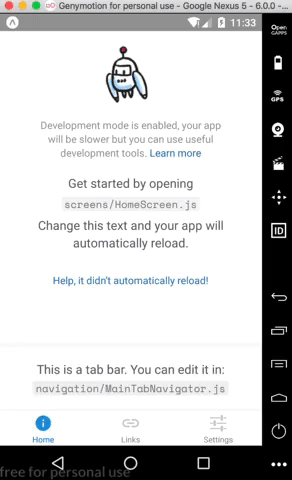 Genymotion for personal use - Google Nexus 5 - 6.0.0 -...
11:33
Open
GAPPS
Development mode is enabled, your app
will be slower but you can use useful
development tools. Learn more
GPS
Get started by opening
screens/HomeScreen.js
Change this text and your app will
automatically reload.
ID
Help, it didn't automatically reload!
This is a tab bar. You can edit it in:
navigation/MainTabNavigator.js
Home
Links
Settings
free for personal use